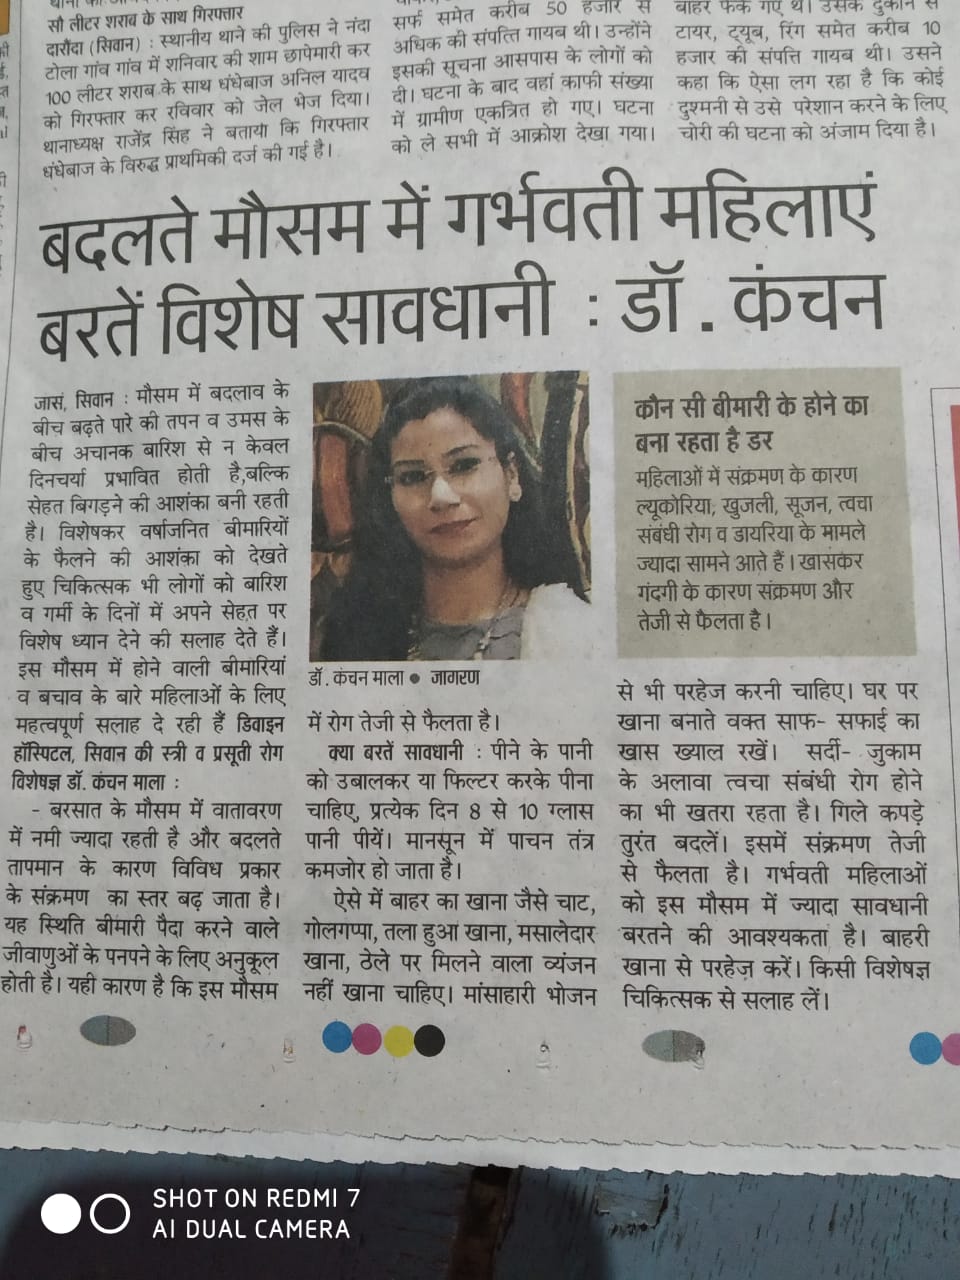 सौ लीटर शराब के साथ गिरफ्तार
दारौंदा (सिवान) : स्थानीय थाने की पुलिस ने नंदा
टोला गांव गांव में शनिवार की शाम छापेमारी कर
100 लीटर शराब के साथ धंधेबाज अनिल यादव
को गिरफ्तार कर रविवार को जेल भेज दिया।
थानाध्यक्ष राजेंद्र सिंह ने बताया कि गिरफ्तार
धंधेबाज के विरुद्ध प्राथमिकी दर्ज की गई है।
सर्फ समेत करीब 50 हजार से
अधिक की संपत्ति गायब थी। उन्होंने
इसकी सूचना आसपास के लोगों को
दी। घटना के बाद वहां काफी संख्या
में ग्रामीण एकत्रित हो गए। घटना
को ले सभी में आक्रोश देखा गया।
बाहर फेंके गए थे। उसके दुकान से
टायर, ट्यूब, रिंग समेत करीब 10
हजार की संपत्ति गायब थी। उसने
कहा कि ऐसा लग रहा है कि कोई
दुश्मनी से उसे परेशान करने के लिए
चोरी की घटना को अंजाम दिया है।
बदलते मौसम में गर्भवती महिलाएं
बरतें विशेष सावधानी : डॉ. कंचन
जासं, सिवान : मौसम में बदलाव के
बीच बढ़ते पारे की तपन व उमस के
बीच अचानक बारिश से न केवल
दिनचर्या प्रभावित होती है,बल्कि
सेहत बिगड़ने की आशंका बनी रहती
है। विशेषकर वर्षाजनित बीमारियों
के फैलने की आशंका को देखते
हुए चिकित्सक भी लोगों को बारिश
व गर्मी के दिनों में अपने सेहत पर
विशेष ध्यान देने की सलाह देते हैं।
इस मौसम में होने वाली बीमारियां
व बचाव के बारे महिलाओं के लिए
महत्वपूर्ण सलाह दे रही हैं डिवाइन
हॉस्पिटल, सिवान की स्त्री व प्रसूती रोग
विशेषज्ञ डॉ. कंचन माला :
- बरसात के मौसम में वातावरण
में नमी ज्यादा रहती है और बदलते
तापमान के कारण विविध प्रकार
के संक्रमण का स्तर बढ़ जाता है।
यह स्थिति बीमारी पैदा करने वाले
जीवाणुओं के पनपने के लिए अनुकूल
होती है। यही कारण है कि इस मौसम
डॉ. कंचन माला ● जागरण
में रोग तेजी से फैलता है।
क्या बरतें सावधानी : पीने के पानी
को उबालकर या फिल्टर करके पीना
चाहिए, प्रत्येक दिन 8 से 10 ग्लास
पानी पीयें। मानसून में पाचन तंत्र
कमजोर हो जाता है।
ऐसे में बाहर का खाना जैसे चाट,
गोलगप्पा, तला हुआ खाना, मसालेदार
खाना, ठेले पर मिलने वाला व्यंजन
नहीं खाना चाहिए। मांसाहारी भोजन
कौन सी बीमारी के होने का
बना रहता है डर
महिलाओं में संक्रमण के कारण
ल्यूकोरिया, खुजली, सूजन, त्वचा
संबंधी रोग व डायरिया के मामले
ज्यादा सामने आते हैं। खासकर
गंदगी के कारण संक्रमण और
तेजी से फैलता है।
से भी परहेज करनी चाहिए। घर पर
खाना बनाते वक्त साफ- सफाई का
खास ख्याल रखें। सर्दी- जुकाम
के अलावा त्वचा संबंधी रोग होने
का भी खतरा रहता है। गिले कपड़े
तुरंत बदलें। इसमें संक्रमण तेजी
से फैलता है। गर्भवती महिलाओं
को इस मौसम में ज्यादा सावधानी
बरतने की आवश्यकता है। बाहरी
खाना से परहेज़ करें। किसी विशेषज्ञ
चिकित्सक से सलाह लें।
SHOT ON REDMI 7
AI DUAL CAMERA